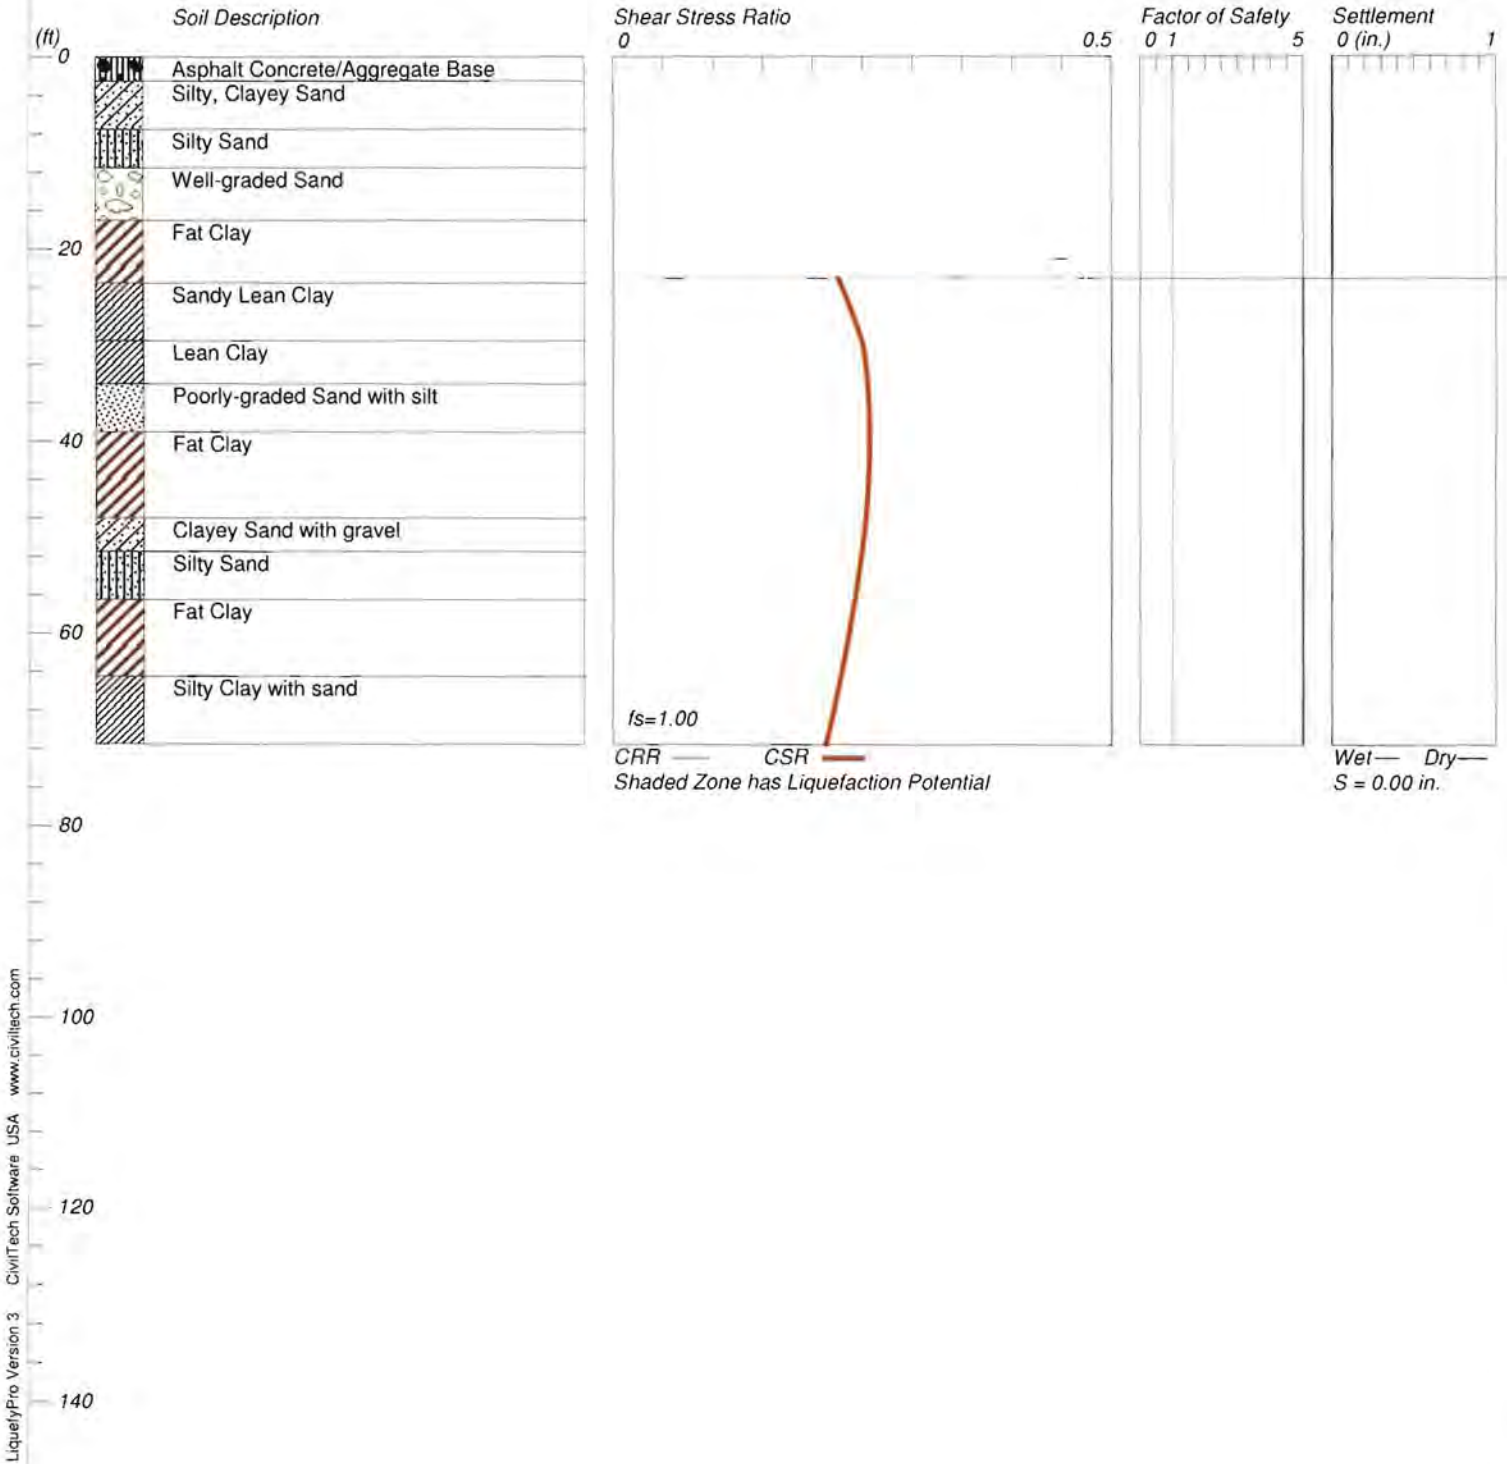 Soil Description
Shear Stress Ratio
Factor of Safety
Settlement
(ft)
0
0.5
0 1
5
0 (in.)
1
0
Asphalt Concrete/Aggregate Base
Silty, Clayey Sand
Silty Sand
Well-graded Sand
Fat Clay
20
Sandy Lean Clay
Lean Clay
Poorly-graded Sand with silt
40
Fat Clay
Clayey Sand with gravel
Silty Sand
Fat Clay
60
Silty Clay with sand
fs=1.00
CRR
CSR
Wet
Dry
Shaded Zone has Liquefaction Potential
S = 0.00 in.
80
100
120
140
LiquefyPro Version 3 CivilTech Software USA www.civiltech.com